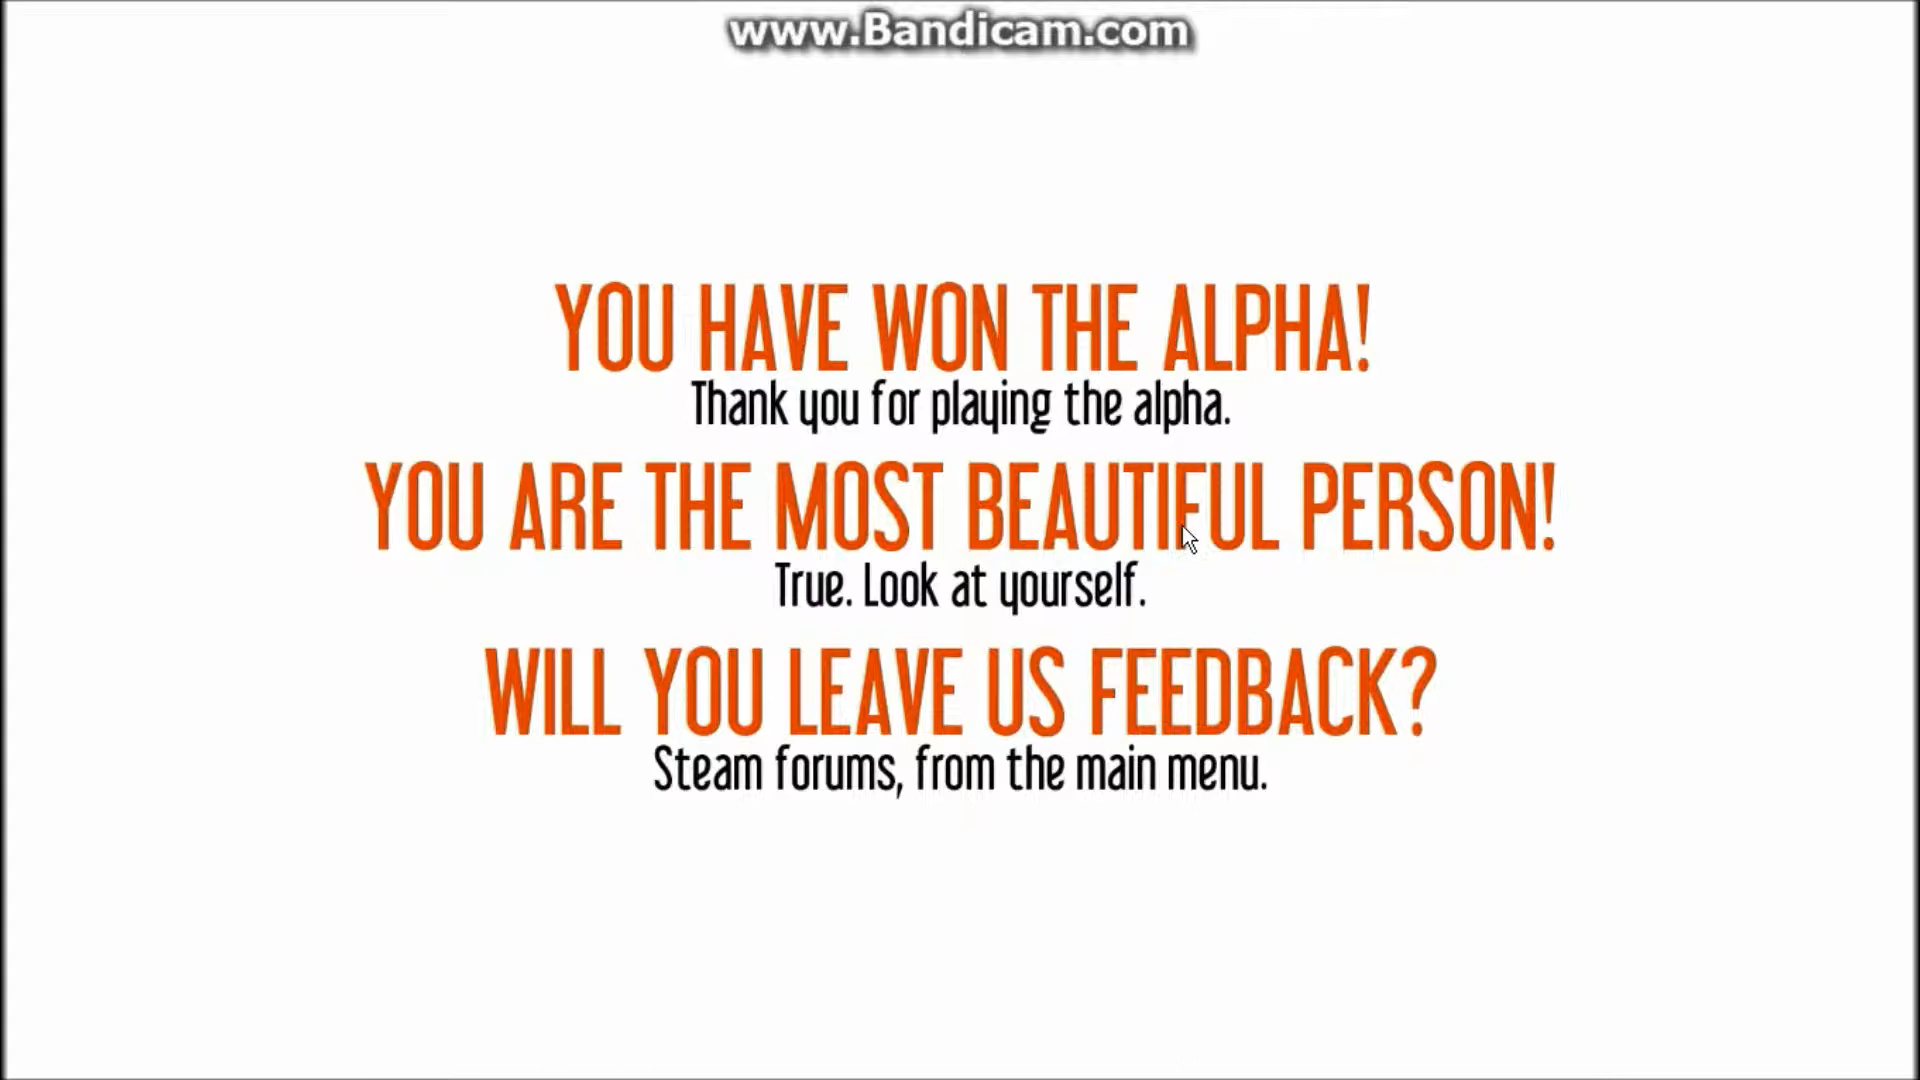 www.Bandicam.com
YOU HAVE WON THE ALPHA!
Thank you for playing the alpha.
YOU ARE THE MOST BEAUTIFUL PERSON!
True. Look at yourself.
WILL YOU LEAVE US FEEDBACK?
Steam forums, from the main menu.